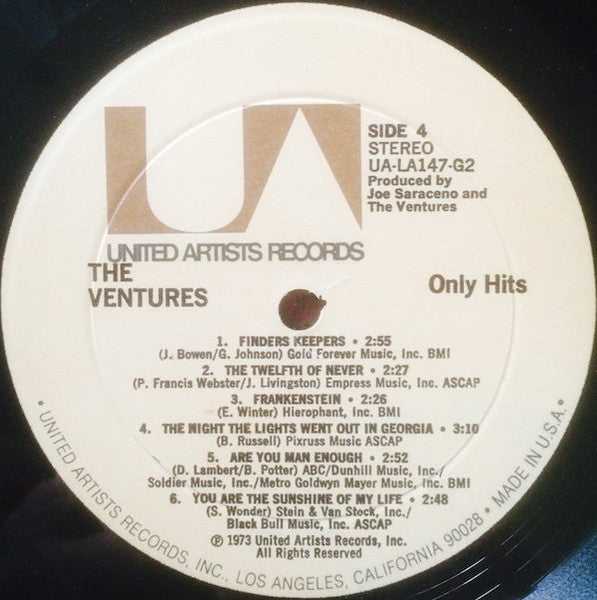 UA
SIDE 4
STEREO
UA-LA147-G2
Produced by
Joe Saraceno and
The Ventures
UNITED ARTISTS RECORDS
THE
VENTURES
Only Hits
1. FINDERS KEEPERS • 2:55
(J. Bowen/G. Johnson) Gold Forever Music, Inc. BMI
2. THE TWELFTH OF NEVER • 2:27
(P. Francis Webster/J. Livingston) Empress Music, Inc. ASCAP
3. FRANKENSTEIN • 2:26
(E. Winter) Hierophant, Inc. BMI
4. THE NIGHT THE LIGHTS WENT OUT IN GEORGIA • 3:10
(B. Russell) Pixruss Music ASCAP
5. ARE YOU MAN ENOUGH • 2:52
(D. Lambert/B. Potter) ABC/Dunhill Music, Inc./
Soldier Music, Inc./Metro Goldwyn Mayer Music, Inc. BMI
6. YOU ARE THE SUNSHINE OF MY LIFE • 2:48
(S. Wonder) Stein & Van Stock, Inc./
Black Bull Music, Inc. ASCAP
℗ 1973 United Artists Records, Inc.
All Rights Reserved
• UNITED ARTISTS RECORDS, INC., LOS ANGELES, CALIFORNIA 90028 • MADE IN U.S.A. •